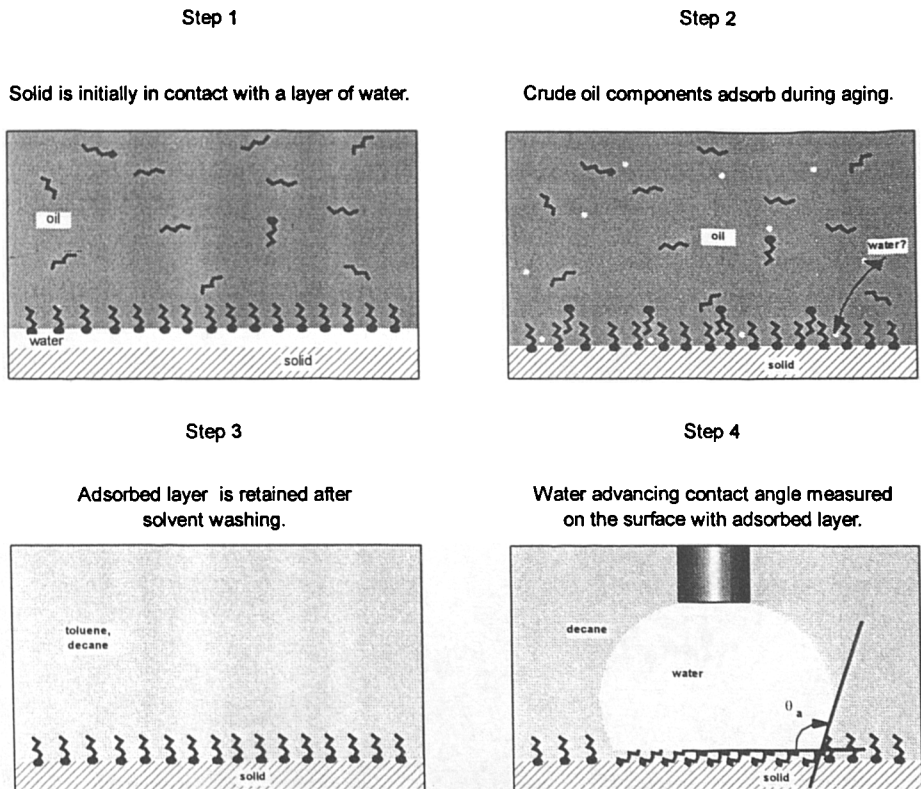 Step 1
Solid is initially in contact with a layer of water.
oil
water
solid
Step 2
Crude oil components adsorb during aging.
oil
water?
solid
Step 3
Adsorbed layer is retained after
solvent washing.
toluene,
decane
solid
Step 4
Water advancing contact angle measured
on the surface with adsorbed layer.
decane
water
θ a
solid